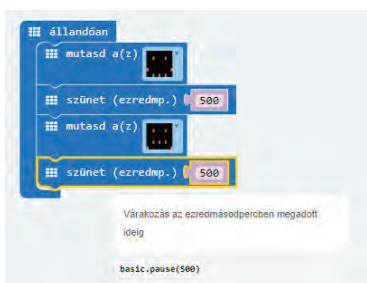 állandóan
mutasd a(z)
szünet (ezredmp.) 500
mutasd a(z)
szünet (ezredmp.) 500
Várakozás az ezredmásodpercben megadott
ideig
basic.pause(500)